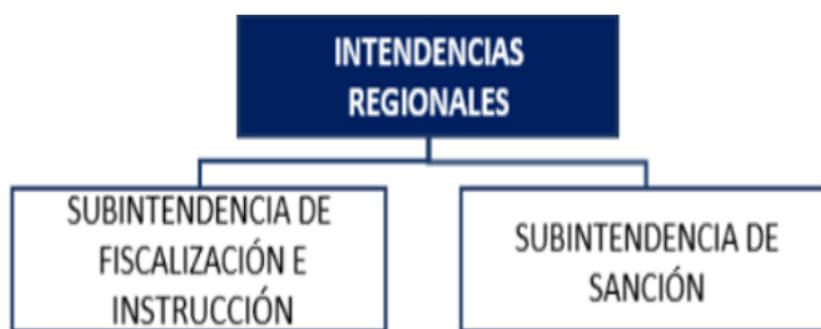 INTENDENCIAS
REGIONALES
SUBINTENDENCIA DE
FISCALIZACIÓN E
INSTRUCCIÓN
SUBINTENDENCIA DE
SANCIÓN